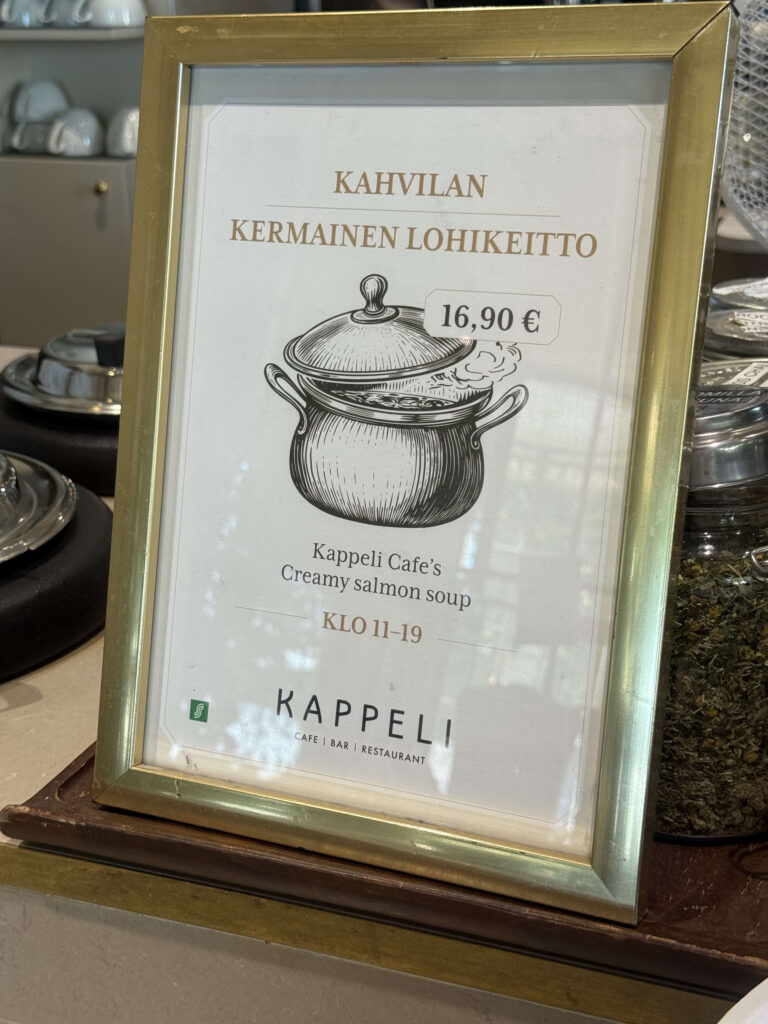 KAHVILAN
KERMAINEN LOHIKEITTO
16,90 €
Kappeli Cafe's
Creamy salmon soup
KLO 11–19
KAPPELI
CAFE | BAR | RESTAURANT